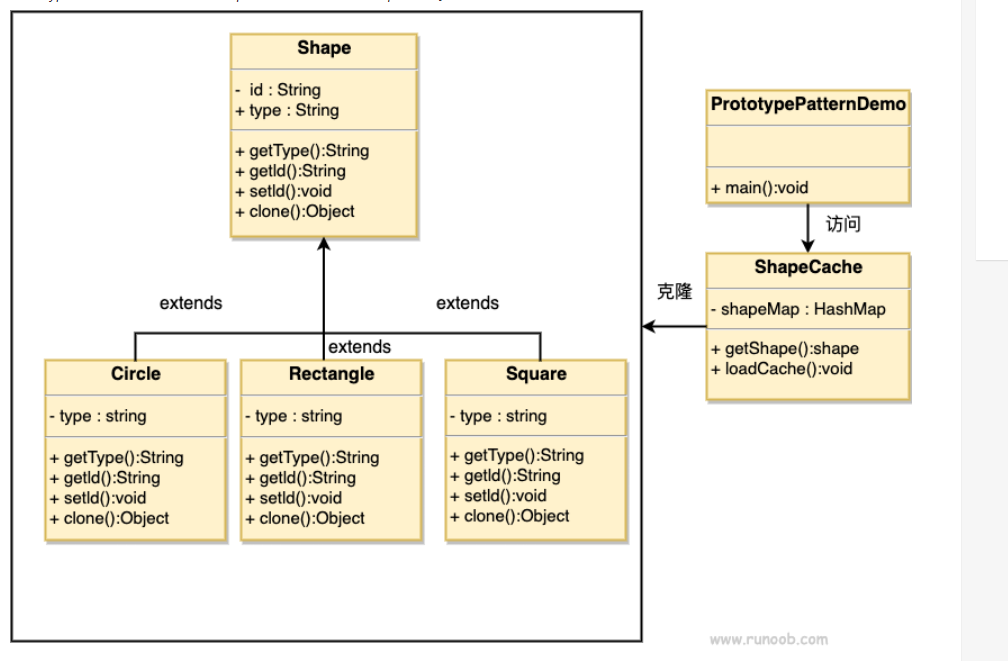 Shape
- id : String
+ type : String
+ getType():String
+ getId():String
+ setId():void
+ clone():Object
PrototypePatternDemo
+ main():void
访问
ShapeCache
- shapeMap : HashMap
+ getShape():shape
+ loadCache():void
克隆
extends
extends
extends
Circle
- type : string
+ getType():String
+ getId():String
+ setId():void
+ clone():Object
Rectangle
- type : string
+ getType():String
+ getId():String
+ setId():void
+ clone():Object
Square
- type : string
+ getType():String
+ getId():String
+ setId():void
+ clone():Object
www.runoob.com